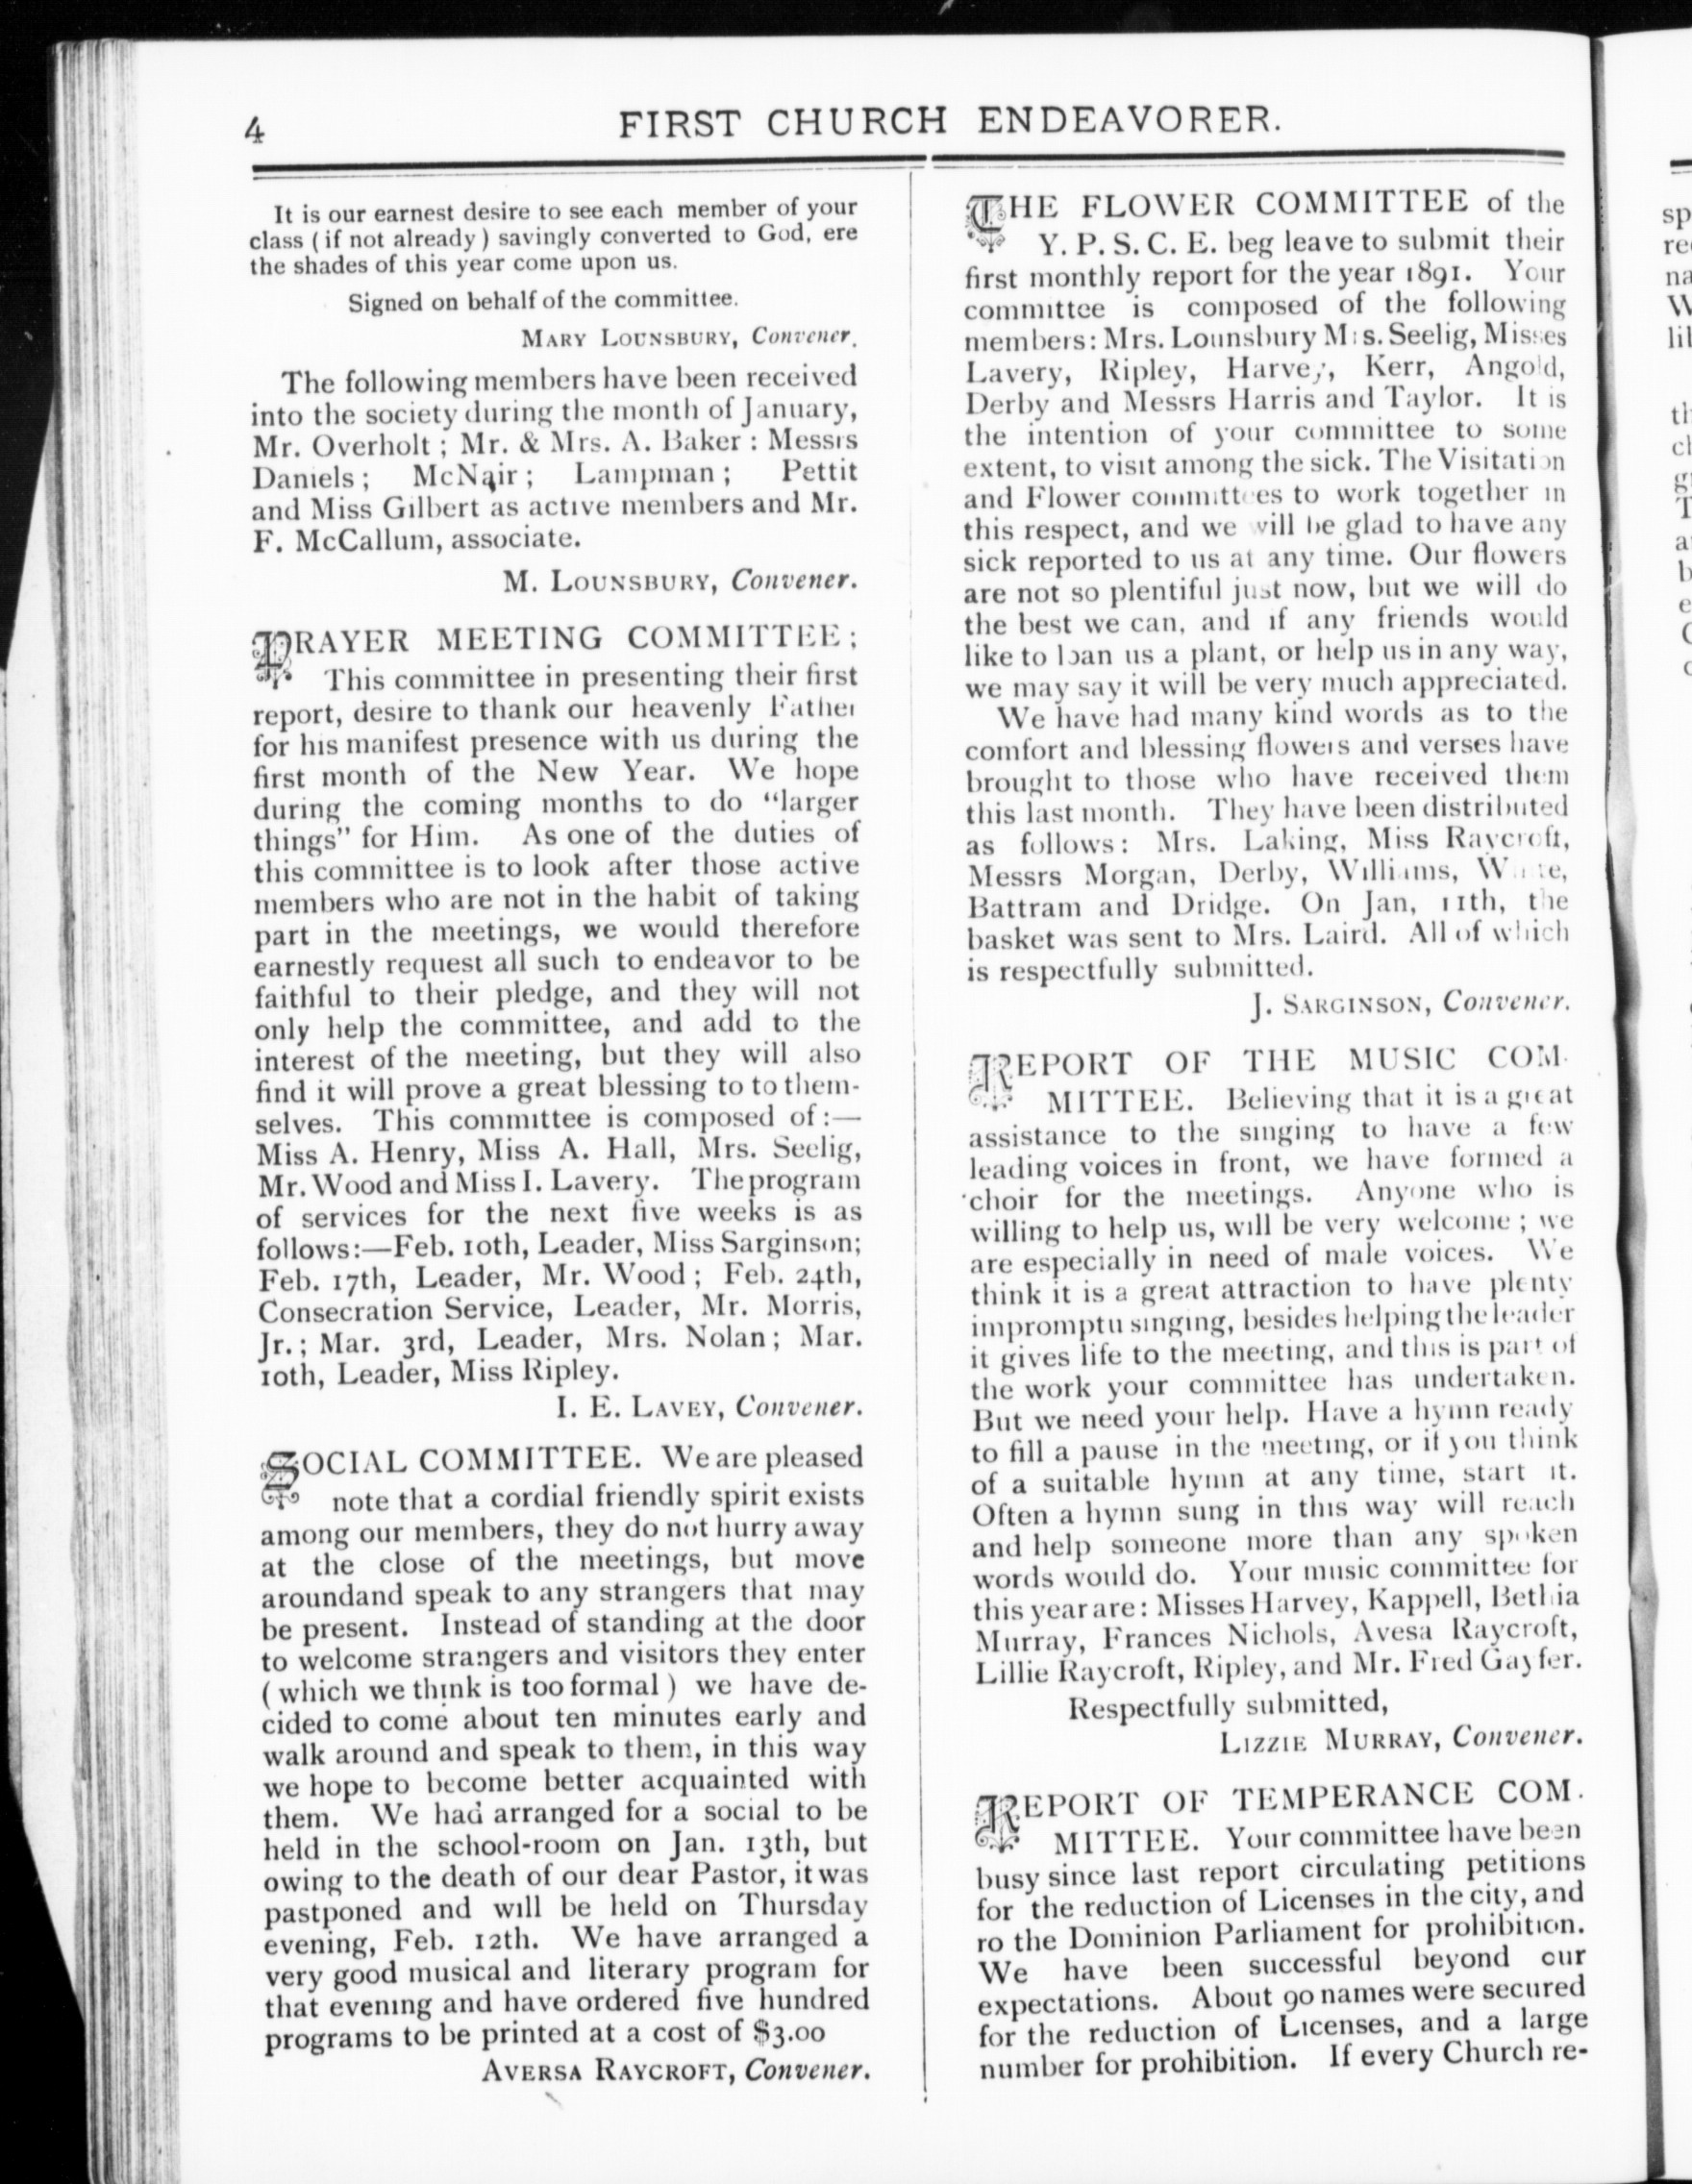 4
FIRST CHURCH ENDEAVORER.
It is our earnest desire to see each member of your
class ( if not already ) savingly converted to God, ere
the shades of this year come upon us.
Signed on behalf of the committee.
MARY LOUNSBURY, Convener.
The following members have been received
into the society during the month of January,
Mr. Overholt ; Mr. & Mrs. A. Baker : Messrs
Daniels ; McNair ; Lampman ; Pettit
and Miss Gilbert as active members and Mr.
F. McCallum, associate.
M. LOUNSBURY, Convener.
PRAYER MEETING COMMITTEE ;
This committee in presenting their first
report, desire to thank our heavenly Father
for his manifest presence with us during the
first month of the New Year. We hope
during the coming months to do “larger
things” for Him. As one of the duties of
this committee is to look after those active
members who are not in the habit of taking
part in the meetings, we would therefore
earnestly request all such to endeavor to be
faithful to their pledge, and they will not
only help the committee, and add to the
interest of the meeting, but they will also
find it will prove a great blessing to to them-
selves. This committee is composed of :—
Miss A. Henry, Miss A. Hall, Mrs. Seelig,
Mr. Wood and Miss I. Lavery. The program
of services for the next five weeks is as
follows:—Feb. 10th, Leader, Miss Sarginson;
Feb. 17th, Leader, Mr. Wood ; Feb. 24th,
Consecration Service, Leader, Mr. Morris,
Jr. ; Mar. 3rd, Leader, Mrs. Nolan ; Mar.
10th, Leader, Miss Ripley.
I. E. LAVEY, Convener.
SOCIAL COMMITTEE. We are pleased
note that a cordial friendly spirit exists
among our members, they do not hurry away
at the close of the meetings, but move
aroundand speak to any strangers that may
be present. Instead of standing at the door
to welcome strangers and visitors they enter
( which we think is too formal ) we have de-
cided to come about ten minutes early and
walk around and speak to them, in this way
we hope to become better acquainted with
them. We had arranged for a social to be
held in the school-room on Jan. 13th, but
owing to the death of our dear Pastor, it was
pastponed and will be held on Thursday
evening, Feb. 12th. We have arranged a
very good musical and literary program for
that evening and have ordered five hundred
programs to be printed at a cost of $3.00
AVERSA RAYCROFT, Convener.
THE FLOWER COMMITTEE of the
Y. P. S. C. E. beg leave to submit their
first monthly report for the year 1891. Your
committee is composed of the following
members: Mrs. Lounsbury Mrs. Seelig, Misses
Lavery, Ripley, Harvey, Kerr, Angold,
Derby and Messrs Harris and Taylor. It is
the intention of your committee to some
extent, to visit among the sick. The Visitation
and Flower committees to work together in
this respect, and we will be glad to have any
sick reported to us at any time. Our flowers
are not so plentiful just now, but we will do
the best we can, and if any friends would
like to loan us a plant, or help us in any way,
we may say it will be very much appreciated.
We have had many kind words as to the
comfort and blessing flowers and verses have
brought to those who have received them
this last month. They have been distributed
as follows : Mrs. Laking, Miss Raycroft,
Messrs Morgan, Derby, Williams,
Battram and Dridge. On Jan, 11th, the
basket was sent to Mrs. Laird. All of which
is respectfully submitted.
J. SARGINSON, Convener.
REPORT OF THE MUSIC COM-
MITTEE. Believing that it is a great
assistance to the singing to have a few
leading voices in front, we have formed a
choir for the meetings. Anyone who is
willing to help us, will be very welcome ; we
are especially in need of male voices. We
think it is a great attraction to have plenty
impromptu singing, besides helping the leader
it gives life to the meeting, and this is part of
the work your committee has undertaken.
But we need your help. Have a hymn ready
to fill a pause in the meeting, or if you think
of a suitable hymn at any time, start it.
Often a hymn sung in this way will reach
and help someone more than any spoken
words would do. Your music committee for
this year are : Misses Harvey, Kappell, Bethia
Murray, Frances Nichols, Avesa Raycroft,
Lillie Raycroft, Ripley, and Mr. Fred Gayfer.
Respectfully submitted,
LIZZIE MURRAY, Convener.
REPORT OF TEMPERANCE COM.
MITTEE. Your committee have been
busy since last report circulating petitions
for the reduction of Licenses in the city, and
ro the Dominion Parliament for prohibition.
We have been successful beyond our
expectations. About 90 names were secured
for the reduction of Licenses, and a large
number for prohibition. If every Church re-